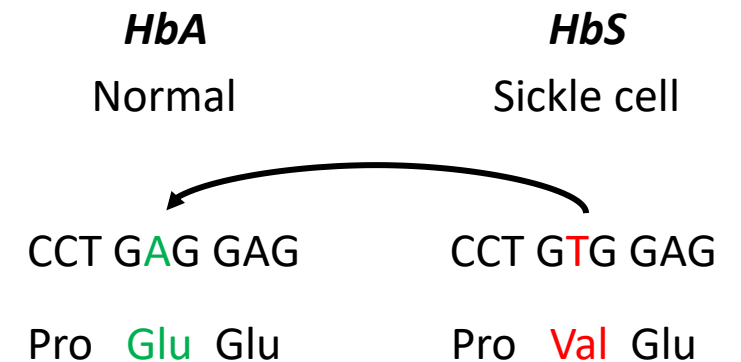 HbA HbS
Normal Sickle cell
CCT GAG GAG CCT GTG GAG
Pro Glu Glu Pro Val Glu